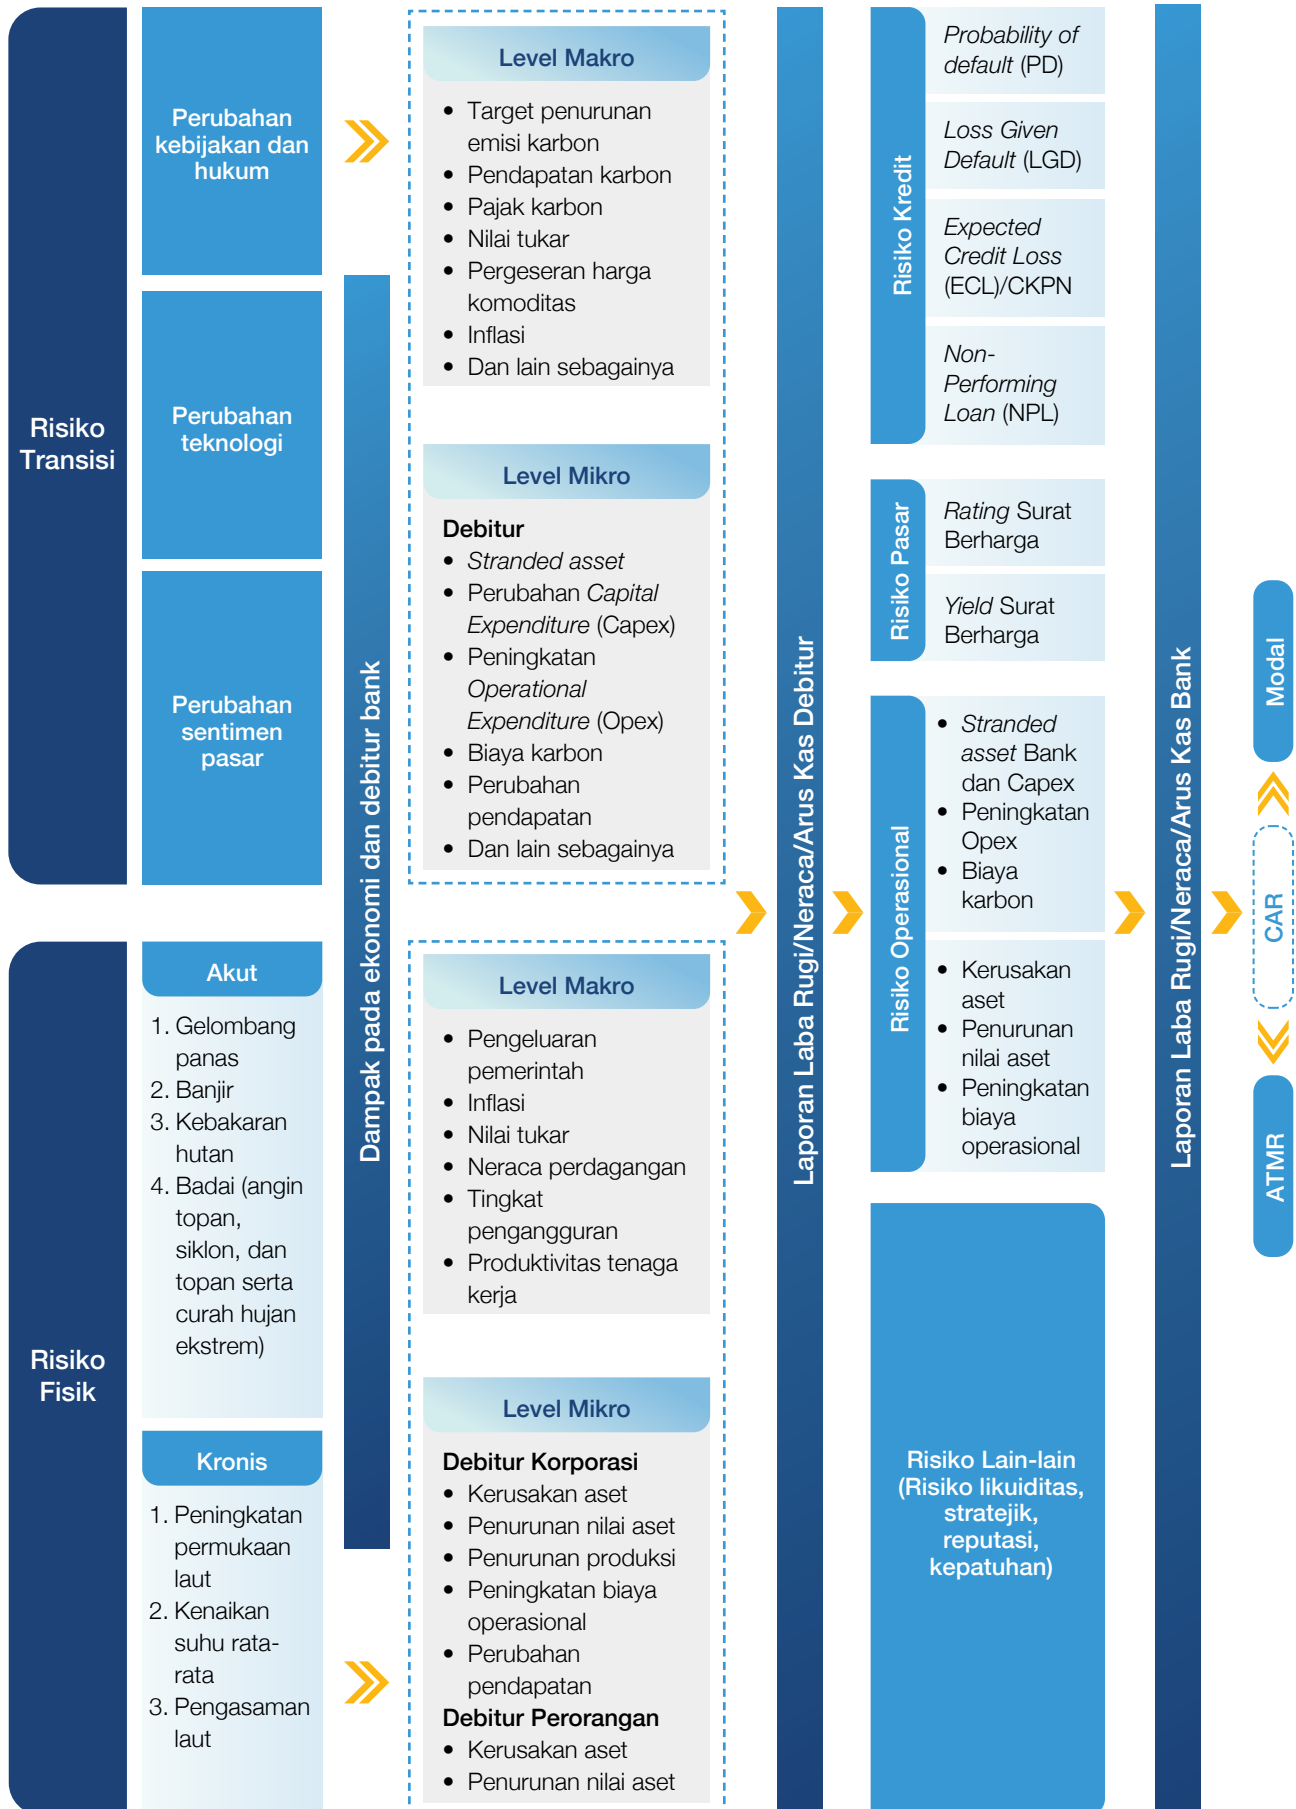 Risiko
Transisi
Perubahan
kebijakan dan
hukum
Perubahan
teknologi
Perubahan
sentimen
pasar
Risiko
Fisik
Akut
1. Gelombang
panas
2. Banjir
3. Kebakaran
hutan
4. Badai (angin
topan,
siklon, dan
topan serta
curah hujan
ekstrem)
Kronis
1. Peningkatan
permukaan
laut
2. Kenaikan
suhu rata-
rata
3. Pengasaman
laut
Dampak pada ekonomi dan debitur bank
Level Makro
• Target penurunan
emisi karbon
• Pendapatan karbon
• Pajak karbon
• Nilai tukar
• Pergeseran harga
komoditas
• Inflasi
• Dan lain sebagainya
Level Mikro
Debitur
• Stranded asset
• Perubahan Capital
Expenditure (Capex)
• Peningkatan
Operational
Expenditure (Opex)
• Biaya karbon
• Perubahan
pendapatan
• Dan lain sebagainya
Level Makro
• Pengeluaran
pemerintah
• Inflasi
• Nilai tukar
• Neraca perdagangan
• Tingkat
pengangguran
• Produktivitas tenaga
kerja
Level Mikro
Debitur Korporasi
• Kerusakan aset
• Penurunan nilai aset
• Penurunan produksi
• Peningkatan biaya
operasional
• Perubahan
pendapatan
Debitur Perorangan
• Kerusakan aset
• Penurunan nilai aset
Laporan Laba Rugi/Neraca/Arus Kas Debitur
Risiko Kredit
Probability of
default (PD)
Loss Given
Default (LGD)
Expected
Credit Loss
(ECL)/CKPN
Non-
Performing
Loan (NPL)
Risiko Pasar
Rating Surat
Berharga
Yield Surat
Berharga
Risiko Operasional
• Stranded
asset Bank
dan Capex
• Peningkatan
Opex
• Biaya
karbon
• Kerusakan
aset
• Penurunan
nilai aset
• Peningkatan
biaya
operasional
Risiko Lain-lain
(Risiko likuiditas,
stratejik,
reputasi,
kepatuhan)
Laporan Laba Rugi/Neraca/Arus Kas Bank
Modal
CAR
ATMR